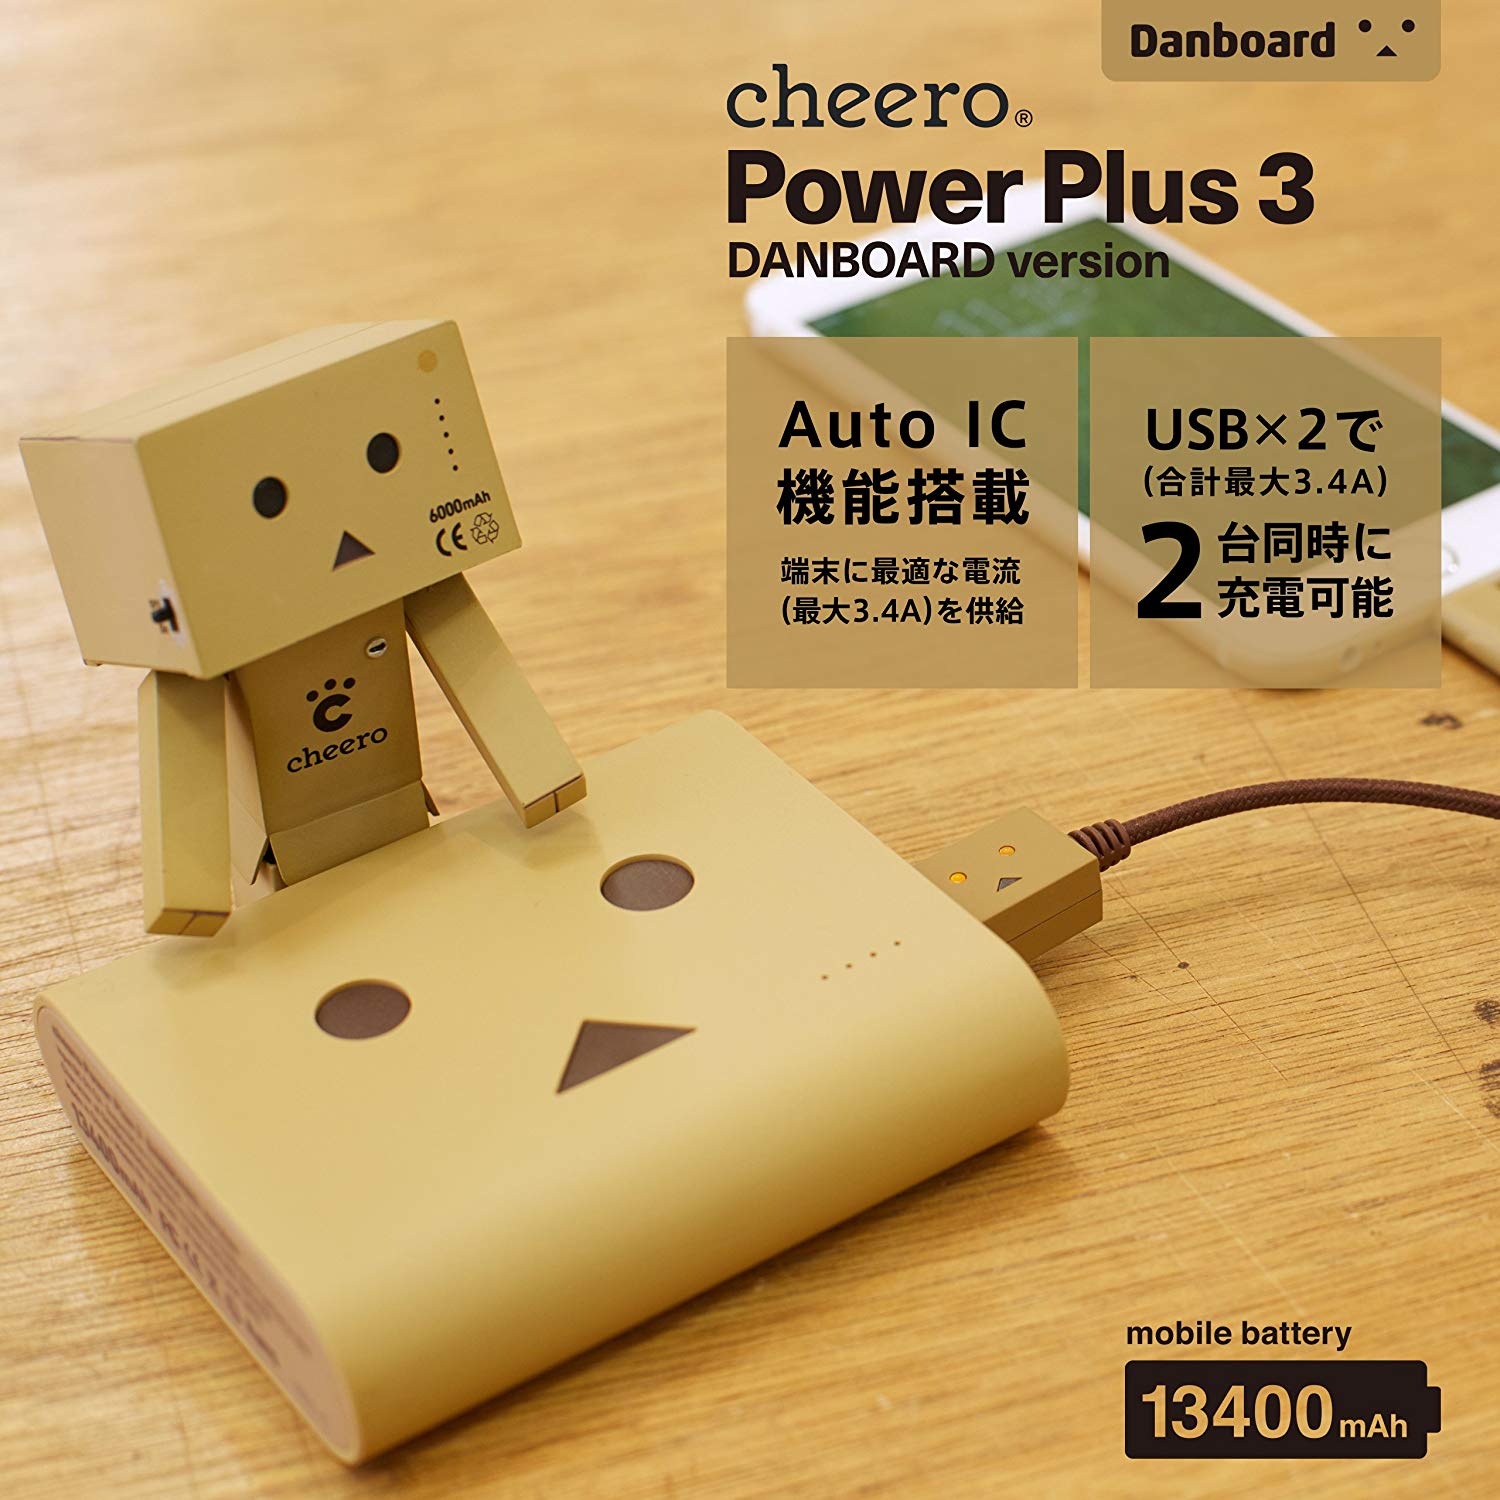 Danboard
cheero®
Power Plus 3
DANBOARD version
Auto IC
機能搭載
端末に最適な電流
(最大3.4A)を供給
USB×2で
(合計最大3.4A)
2台同時に
充電可能
6000mAh
CE
c
cheero
mobile battery
13400mAh